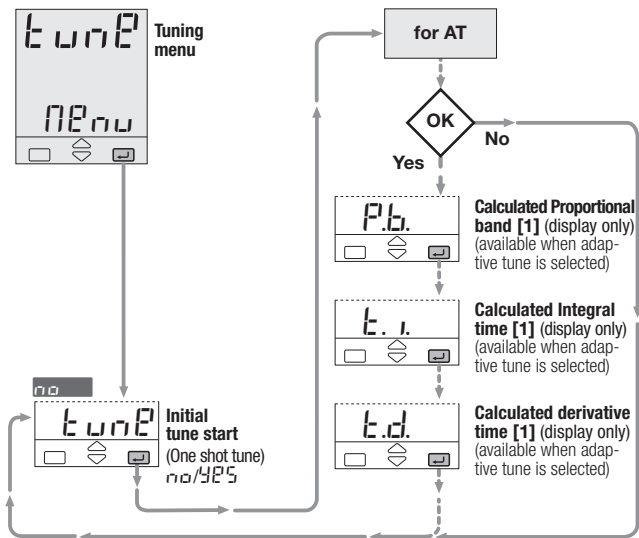 tunE
Tuning
menu
MEnu
no
tunE
Initial
tune start
(One shot tune)
no/YES
for AT
OK
No
Yes
P.b.
Calculated Proportional
band [1] (display only)
(available when adap-
tive tune is selected)
t.i.
Calculated Integral
time [1] (display only)
(available when adap-
tive tune is selected)
t.d.
Calculated derivative
time [1] (display only)
(available when adap-
tive tune is selected)